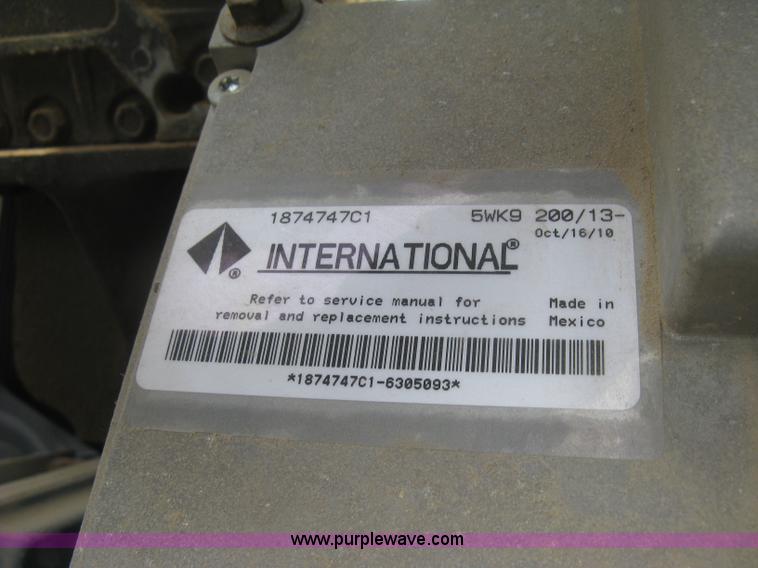 1874747C1 5WK9 200/13-
Oct/16/10
INTERNATIONAL®
®
Refer to service manual for Made in
removal and replacement instructions Mexico
*1874747C1-6305093*
www.purplewave.com